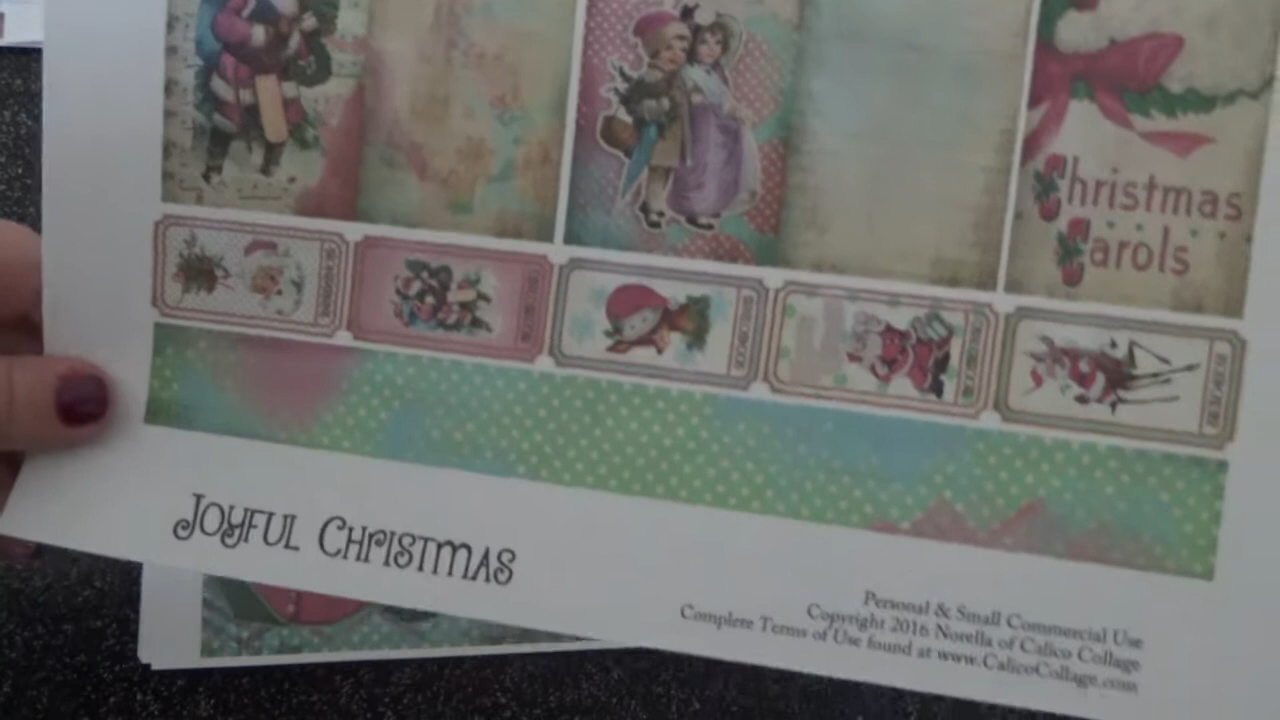 Christmas
Carols
Joyful Christmas
Personal & Small Commercial Use
Copyright 2016 Norella of Calico Collage
Complete Terms of Use found at www.CalicoCollage.com